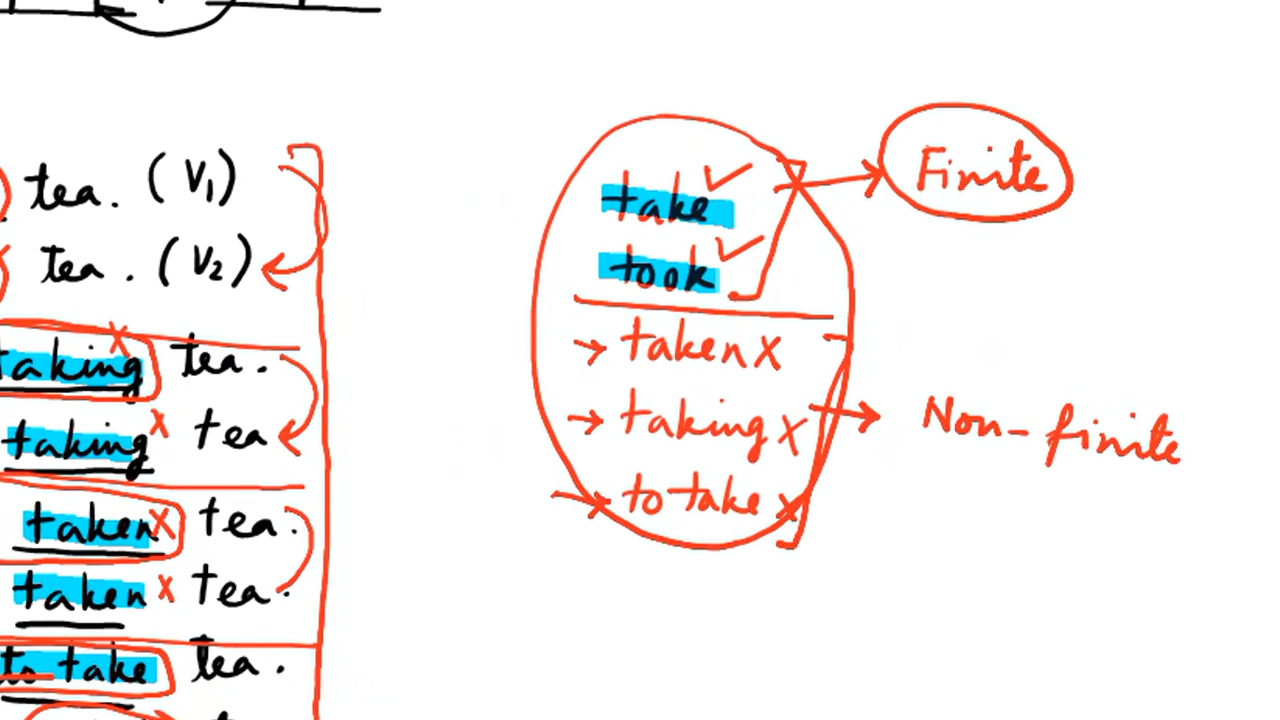 tea. (V1)
tea. (V2)
taking x tea.
taking x tea
taken x tea.
taken x tea.
to take tea.
take ✓
took ✓
→ taken x
→ taking x
→ to take x
Finite
Non-finite